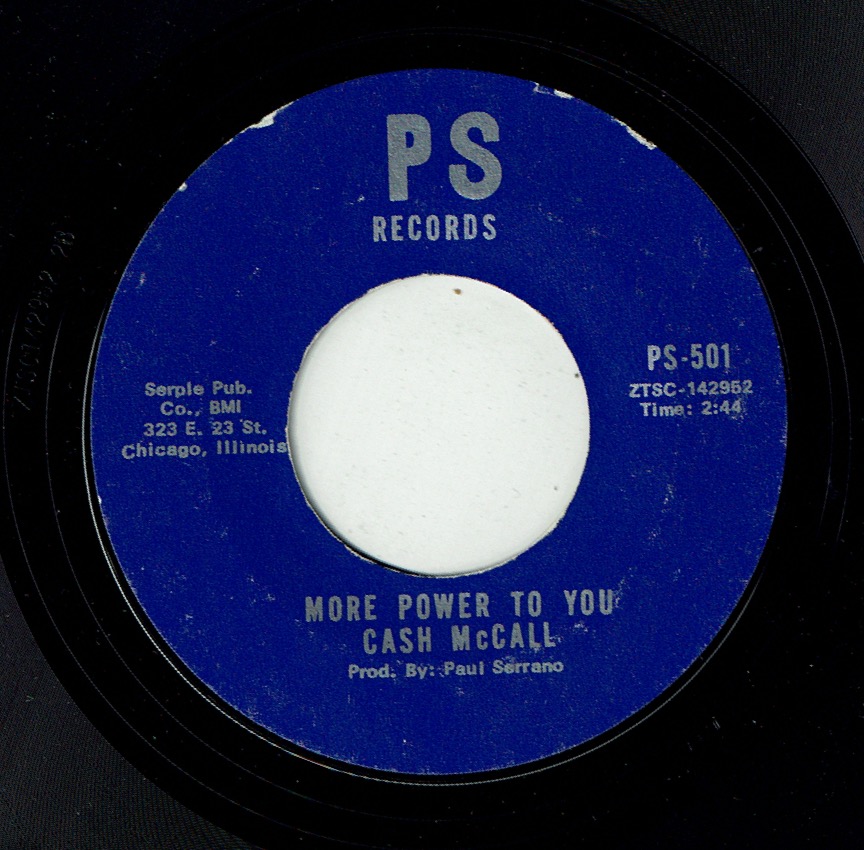 PS
RECORDS
Serple Pub.
Co., BMI
323 E. 23 St.
Chicago, Illinois
PS-501
ZTSC-142952
Time: 2:44
MORE POWER TO YOU
CASH McCALL
Prod. By: Paul Serrano